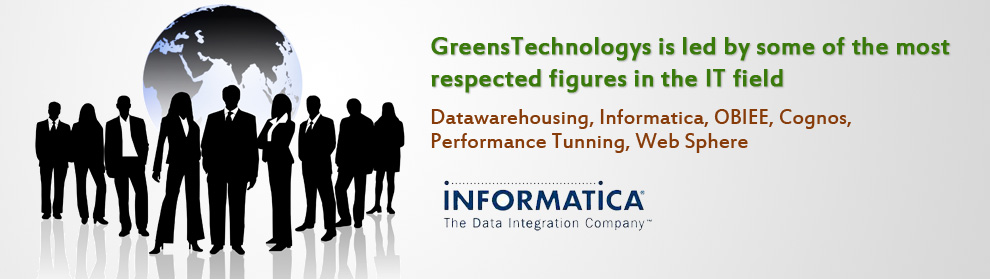 GreensTechnologys is led by some of the most
respected figures in the IT field
Datawarehousing, Informatica, OBIEE, Cognos,
Performance Tunning, Web Sphere
INFORMATICA®
The Data Integration Company™